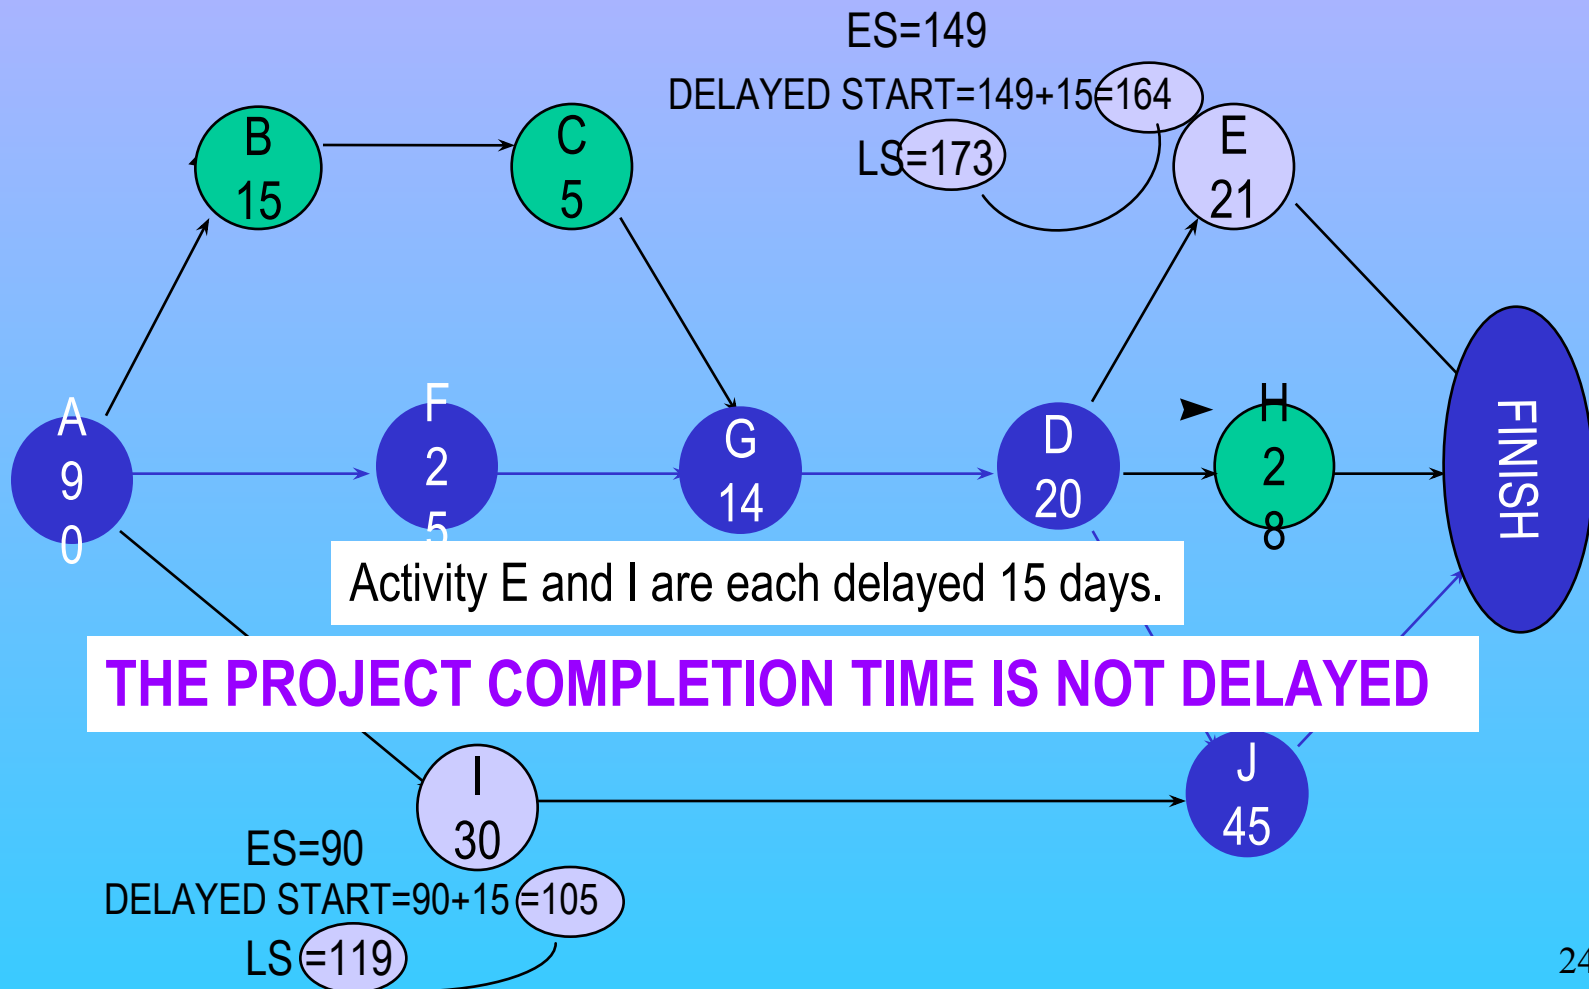 ES=149
DELAYED START=149+15=164
LS=173
B
15
C
5
E
21
A
9
0
F
2
5
G
14
D
20
H
2
8
FINISH
Activity E and I are each delayed 15 days.
THE PROJECT COMPLETION TIME IS NOT DELAYED
I
30
J
45
ES=90
DELAYED START=90+15 =105
LS =119
24